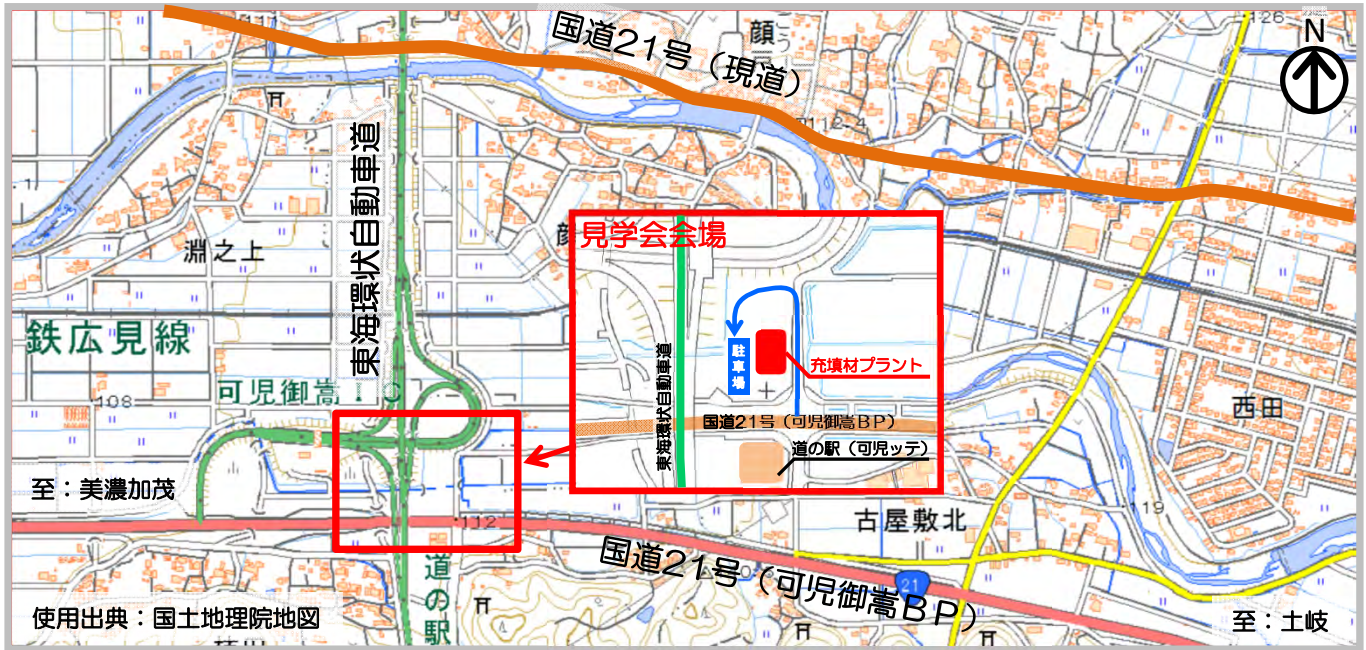 国道21号（現道）
顔
126
N
112.4
東海環状自動車道
淵之上
鉄広見線
可児御嵩IC
108
至：美濃加茂
112
道の駅
使用出典：国土地理院地図
見学会会場
東海環状自動車道
駐車場
充填材プラント
国道21号（可児御嵩BP）
道の駅（可児ッテ）
西田
古屋敷北
119
国道21号（可児御嵩BP）
21
至：土岐